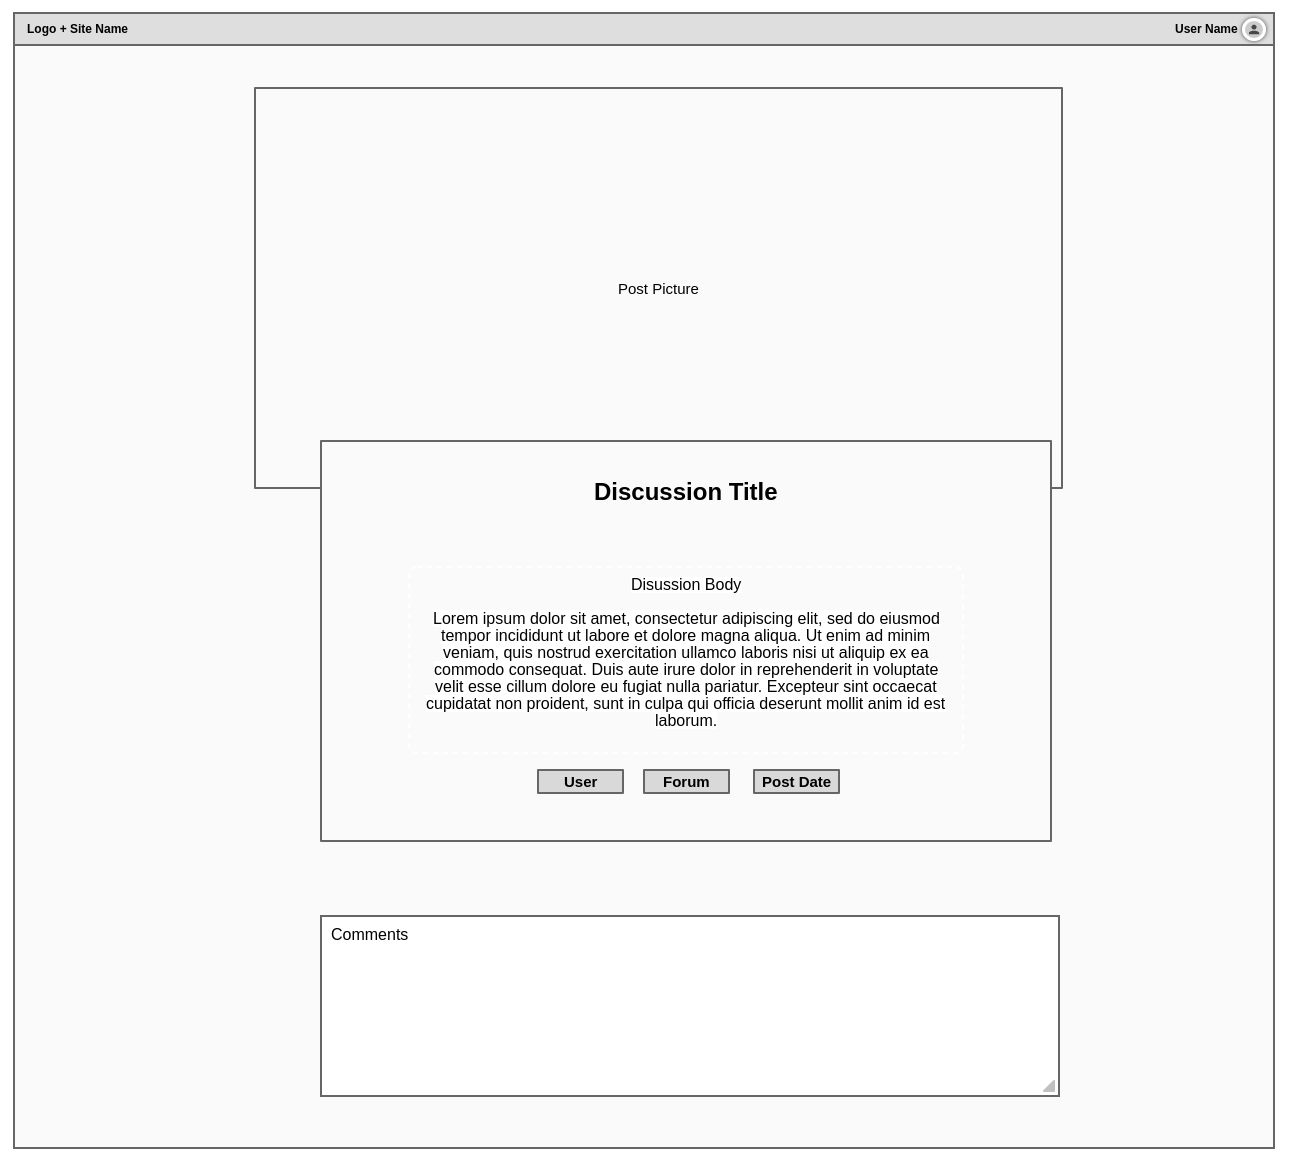 Logo + Site Name
User Name
Post Picture
Discussion Title
Disussion Body
Lorem ipsum dolor sit amet, consectetur adipiscing elit, sed do eiusmod
tempor incididunt ut labore et dolore magna aliqua. Ut enim ad minim
veniam, quis nostrud exercitation ullamco laboris nisi ut aliquip ex ea
commodo consequat. Duis aute irure dolor in reprehenderit in voluptate
velit esse cillum dolore eu fugiat nulla pariatur. Excepteur sint occaecat
cupidatat non proident, sunt in culpa qui officia deserunt mollit anim id est
laborum.
User
Forum
Post Date
Comments